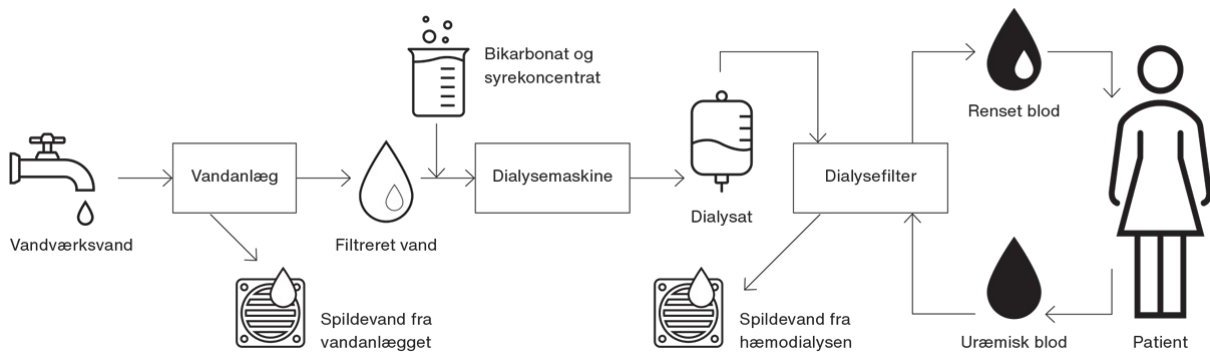 Vandværksvand
Vandanlæg
Spildevand fra
vandanlægget
Filtreret vand
Bikarbonat og
syrekoncentrat
Dialysemaskine
Dialysat
Dialysefilter
Spildevand fra
hæmodialysen
Renset blod
Uræmisk blod
Patient